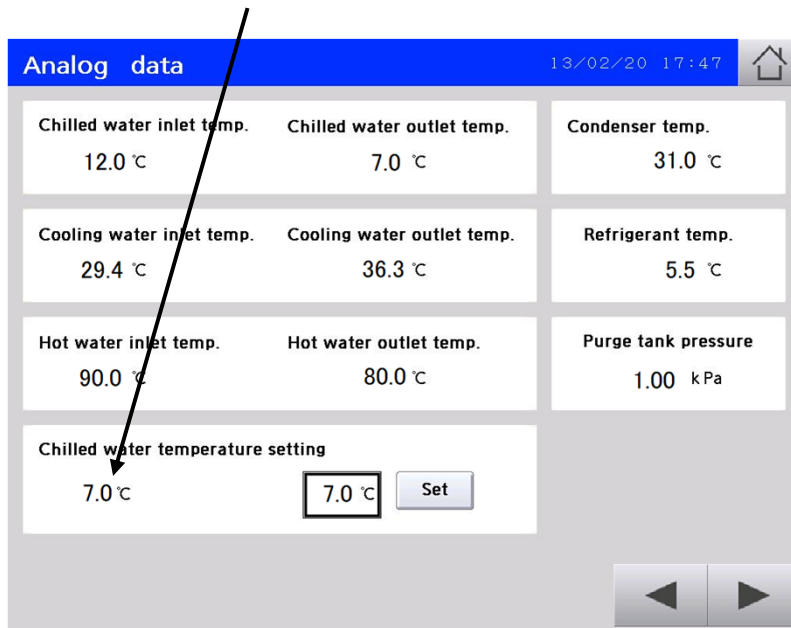 Analog data 13/02/20 17:47
Chilled water inlet temp. Chilled water outlet temp. Condenser temp.
12.0 ℃ 7.0 ℃ 31.0 ℃
Cooling water inlet temp. Cooling water outlet temp. Refrigerant temp.
29.4 ℃ 36.3 ℃ 5.5 ℃
Hot water inlet temp. Hot water outlet temp. Purge tank pressure
90.0 ℃ 80.0 ℃ 1.00 kPa
Chilled water temperature setting
7.0 ℃ 7.0 ℃ Set